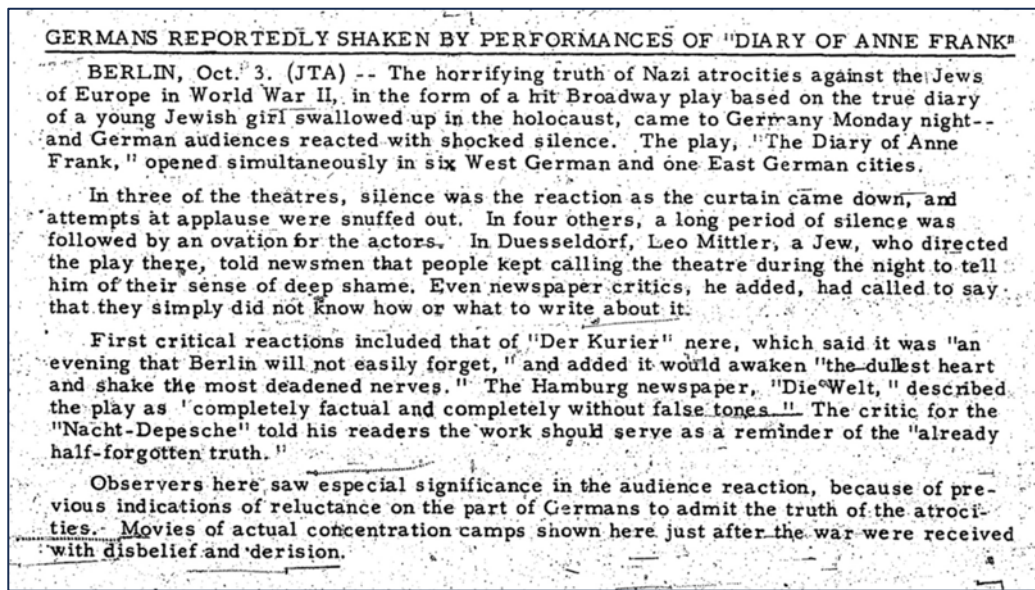 GERMANS REPORTEDLY SHAKEN BY PERFORMANCES OF "DIARY OF ANNE FRANK"
BERLIN, Oct. 3. (JTA) -- The horrifying truth of Nazi atrocities against the Jews
of Europe in World War II, in the form of a hit Broadway play based on the true diary
of a young Jewish girl swallowed up in the holocaust, came to Germany Monday night--
and German audiences reacted with shocked silence. The play, "The Diary of Anne
Frank," opened simultaneously in six West German and one East German cities.
In three of the theatres, silence was the reaction as the curtain came down, and
attempts at applause were snuffed out. In four others, a long period of silence was
followed by an ovation for the actors. In Duesseldorf, Leo Mittler, a Jew, who directed
the play there, told newsmen that people kept calling the theatre during the night to tell
him of their sense of deep shame. Even newspaper critics, he added, had called to say
that they simply did not know how or what to write about it.
First critical reactions included that of "Der Kurier" nere, which said it was "an
evening that Berlin will not easily forget," and added it would awaken "the dullest heart
and shake the most deadened nerves." The Hamburg newspaper, "Die Welt," described
the play as "completely factual and completely without false tones." The critic for the
"Nacht-Depesche" told his readers the work should serve as a reminder of the "already
half-forgotten truth."
Observers here saw especial significance in the audience reaction, because of pre-
vious indications of reluctance on the part of Germans to admit the truth of the atroci-
ties. Movies of actual concentration camps shown here just after the war were received
with disbelief and derision.